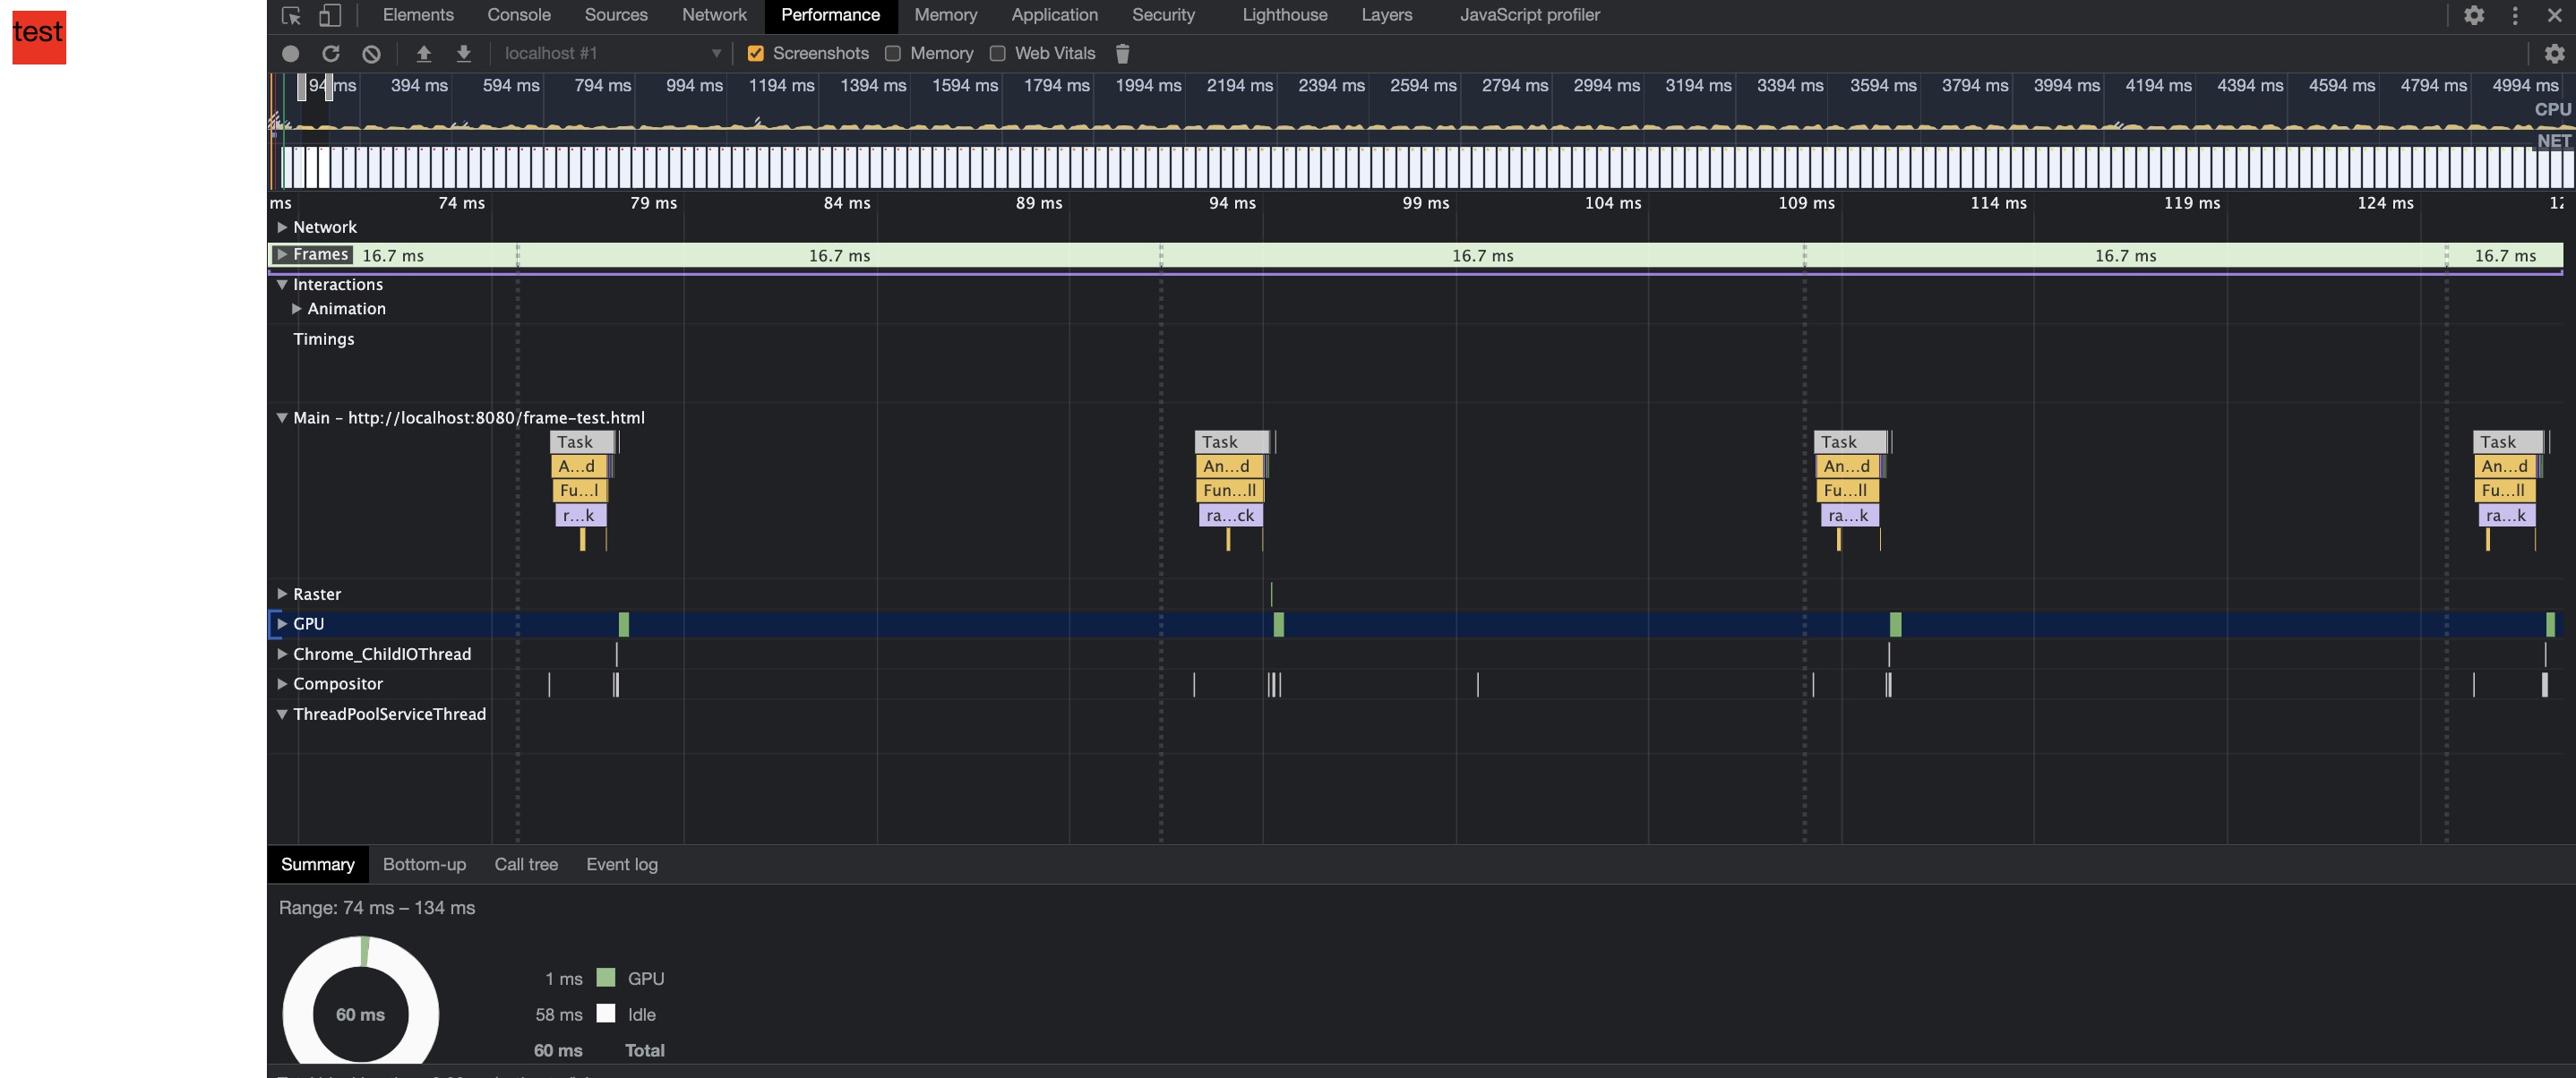 test
Elements Console Sources Network Performance Memory Application Security Lighthouse Layers JavaScript profiler
localhost #1 Screenshots Memory Web Vitals
94 ms 394 ms 594 ms 794 ms 994 ms 1194 ms 1394 ms 1594 ms 1794 ms 1994 ms 2194 ms 2394 ms 2594 ms 2794 ms 2994 ms 3194 ms 3394 ms 3594 ms 3794 ms 3994 ms 4194 ms 4394 ms 4594 ms 4794 ms 4994 ms
CPU
NET
ms 74 ms 79 ms 84 ms 89 ms 94 ms 99 ms 104 ms 109 ms 114 ms 119 ms 124 ms
Network
Frames 16.7 ms 16.7 ms 16.7 ms 16.7 ms 16.7 ms
Interactions
Animation
Timings
Main – http://localhost:8080/frame-test.html
Task Task Task Task
A...d An...d An...d An...d
Fu...l Fun...ll Fu...ll Fu...ll
r...k ra...ck ra...k ra...k
Raster
GPU
Chrome_ChildIOThread
Compositor
ThreadPoolServiceThread
Summary Bottom-up Call tree Event log
Range: 74 ms – 134 ms
1 ms GPU
60 ms 58 ms Idle
60 ms Total